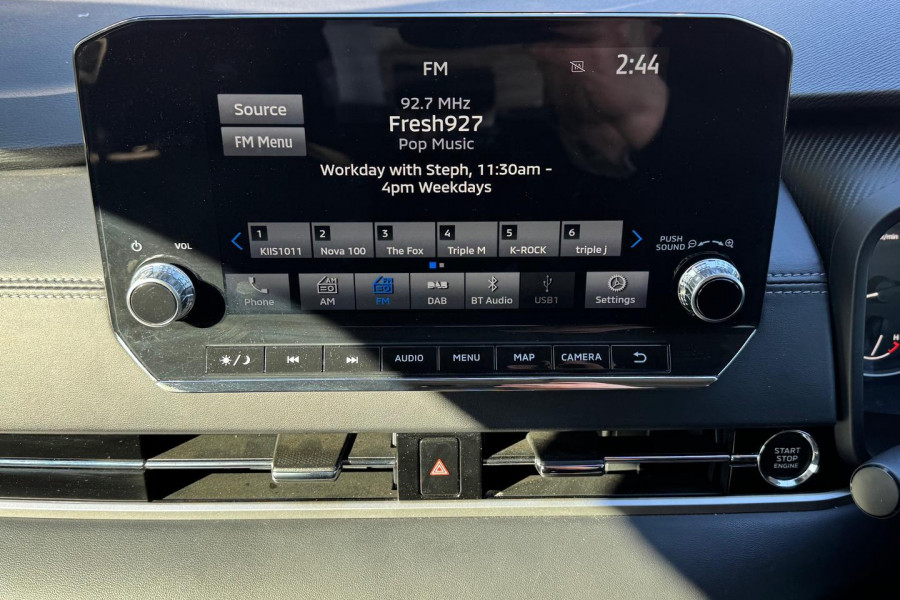 FM
2:44
Source
92.7 MHz
Fresh927
FM Menu
Pop Music
Workday with Steph, 11:30am -
4pm Weekdays
VOL
1 2 3 4 5 6
KIIS1011 Nova 100 The Fox Triple M K-ROCK triple j
PUSH
SOUND
Phone AM FM DAB BT Audio USB1 Settings
AUDIO MENU MAP CAMERA
START
STOP
ENGINE
H